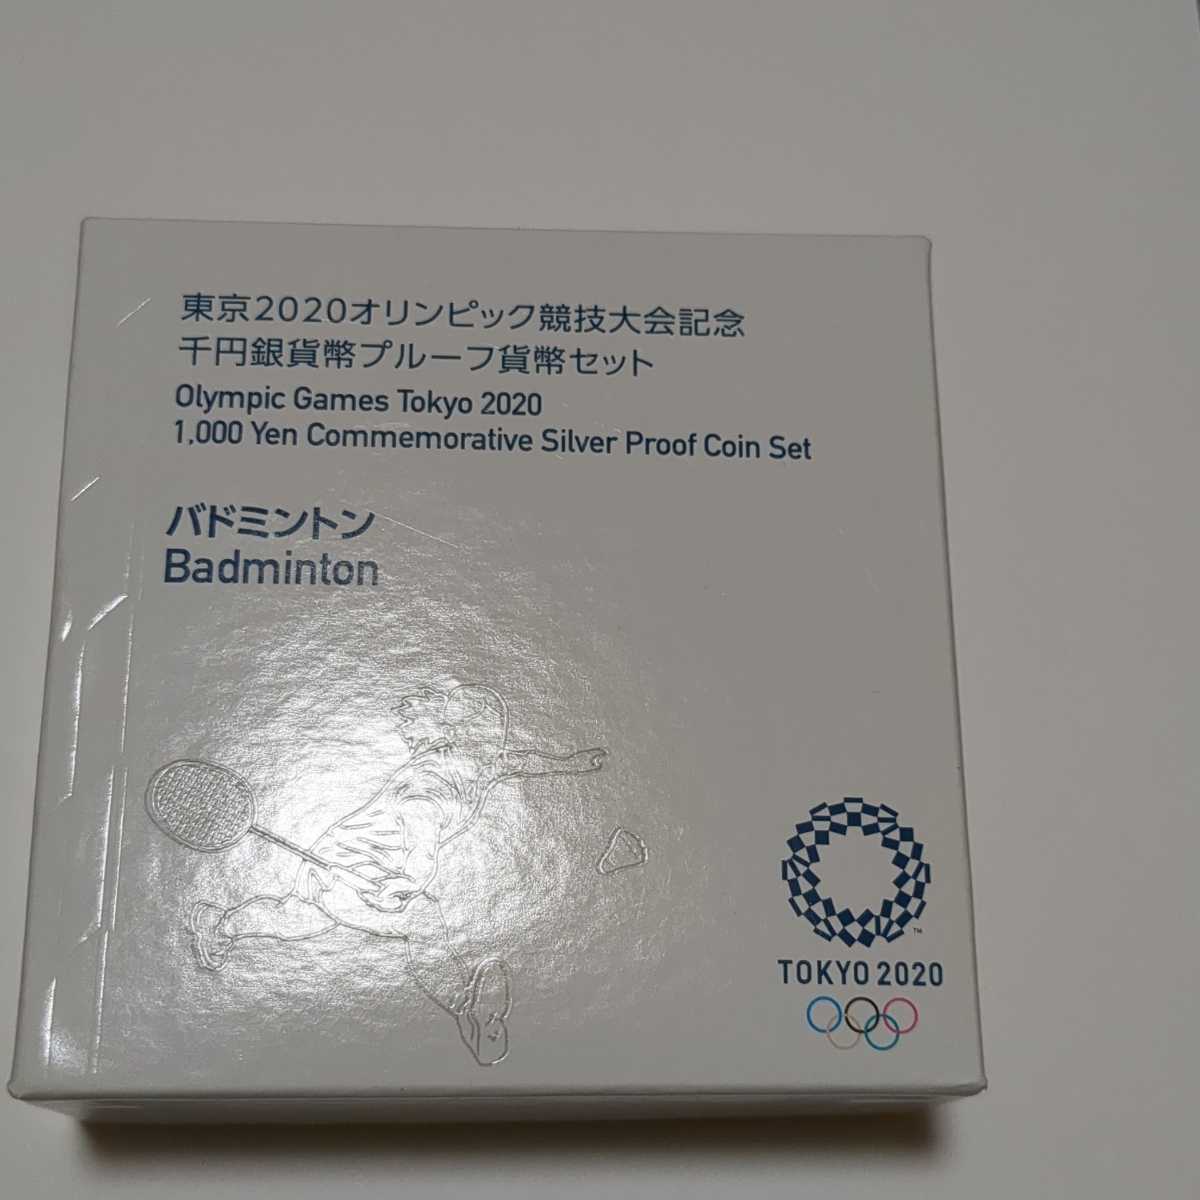 東京2020オリンピック競技大会記念
千円銀貨幣プルーフ貨幣セット
Olympic Games Tokyo 2020
1,000 Yen Commemorative Silver Proof Coin Set
バドミントン
Badminton
TM
TOKYO 2020